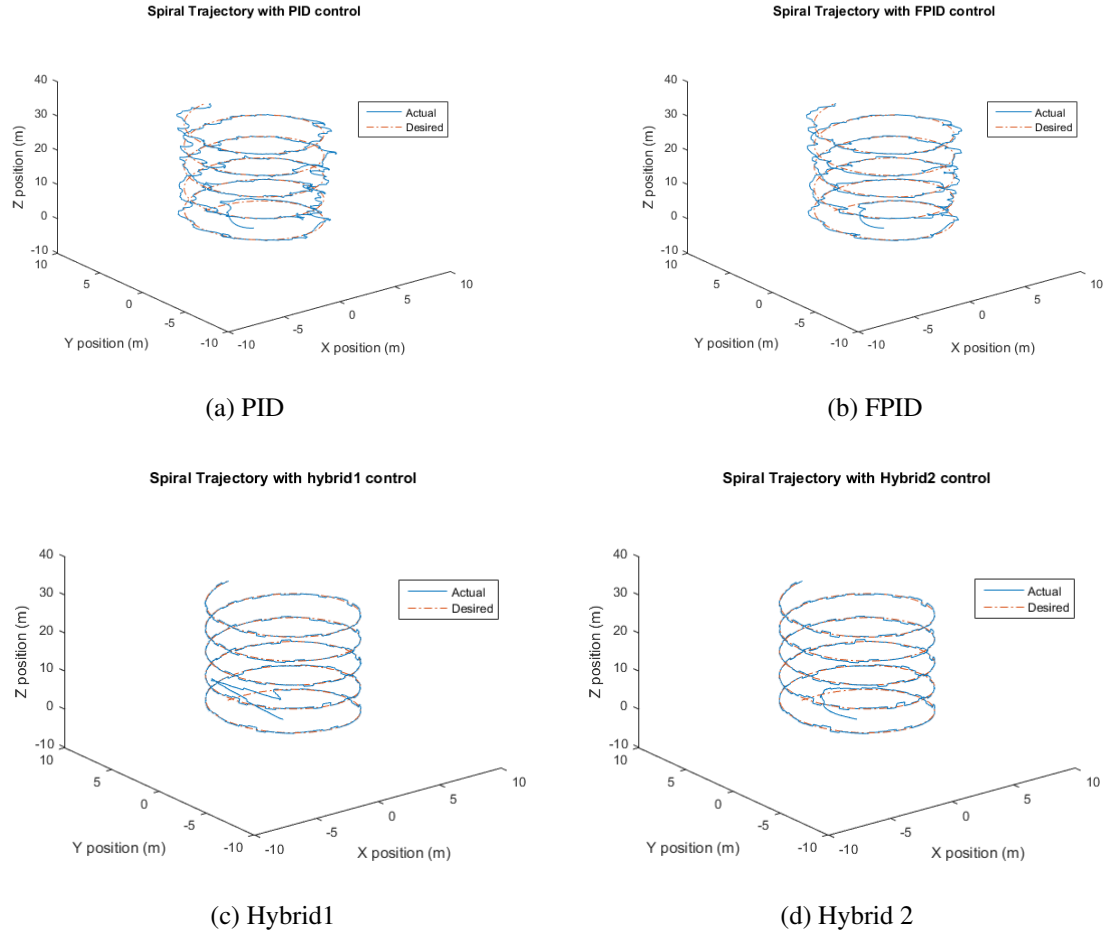 Spiral Trajectory with PID control
Z position (m)
40
30
20
10
0
-10
10
5
0
-5
-10
Y position (m)
-10
-5
0
5
10
X position (m)
Actual
Desired
(a) PID
Spiral Trajectory with FPID control
Z position (m)
40
30
20
10
0
-10
10
5
0
-5
-10
Y position (m)
-10
-5
0
5
10
X position (m)
Actual
Desired
(b) FPID
Spiral Trajectory with hybrid1 control
Z position (m)
40
30
20
10
0
-10
10
5
0
-5
-10
Y position (m)
-10
-5
0
5
10
X position (m)
Actual
Desired
(c) Hybrid1
Spiral Trajectory with Hybrid2 control
Z position (m)
40
30
20
10
0
-10
10
5
0
-5
-10
Y position (m)
-10
-5
0
5
10
X position (m)
Actual
Desired
(d) Hybrid 2